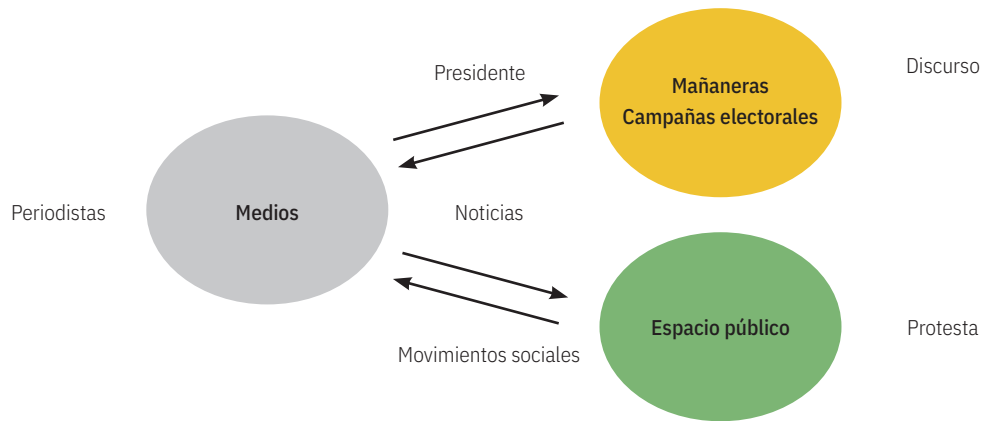 Presidente
Mañaneras
Campañas electorales
Discurso
Periodistas
Medios
Noticias
Espacio público
Protesta
Movimientos sociales